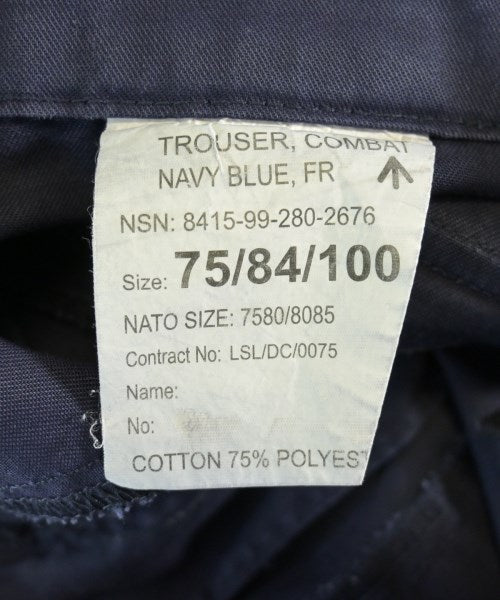 TROUSER, COMBAT
NAVY BLUE, FR
NSN: 8415-99-280-2676
Size: 75/84/100
NATO SIZE: 7580/8085
Contract No: LSL/DC/0075
Name:
No:
COTTON 75% POLYEST